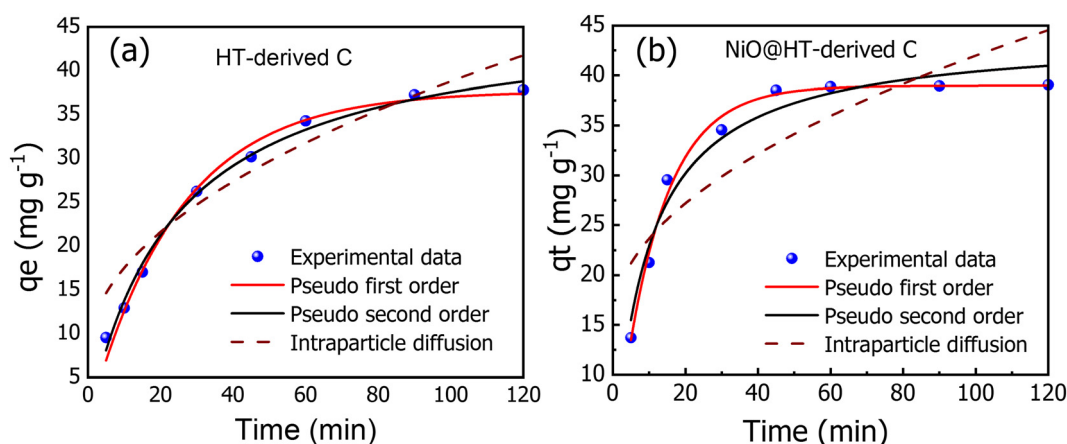 (a)
HT-derived C
45
40
35
30
25
20
15
10
5
qe (mg g⁻¹)
Experimental data
Pseudo first order
Pseudo second order
Intraparticle diffusion
0 20 40 60 80 100 120
Time (min)
(b)
NiO@HT-derived C
45
40
35
30
25
20
15
10
qt (mg g⁻¹)
Experimental data
Pseudo first order
Pseudo second order
Intraparticle diffusion
0 20 40 60 80 100 120
Time (min)